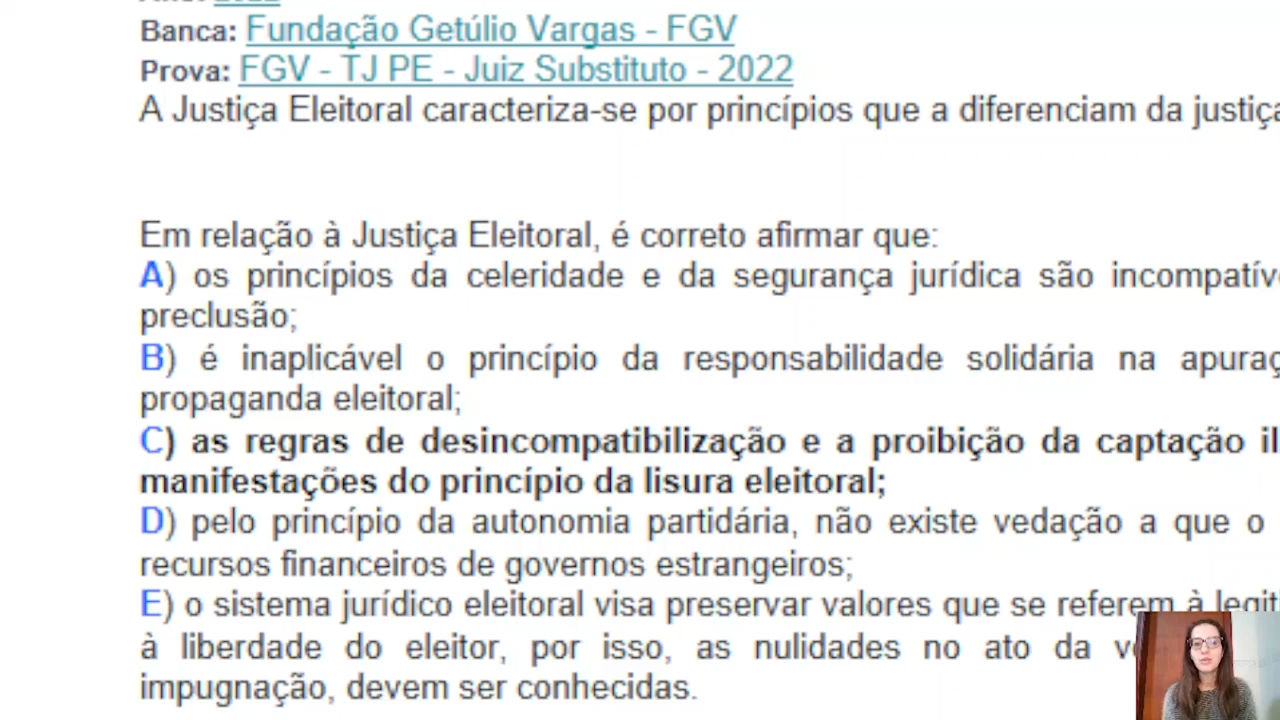 Banca: Fundação Getúlio Vargas - FGV
Prova: FGV - TJ PE - Juiz Substituto - 2022
A Justiça Eleitoral caracteriza-se por princípios que a diferenciam da
Em relação à Justiça Eleitoral, é correto afirmar que:
A) os princípios da celeridade e da segurança jurídica são
preclusão;
B) é inaplicável o princípio da responsabilidade solidária na
propaganda eleitoral;
C) as regras de desincompatibilização e a proibição da captação
manifestações do princípio da lisura eleitoral;
D) pelo princípio da autonomia partidária, não existe vedação a que o
recursos financeiros de governos estrangeiros;
E) o sistema jurídico eleitoral visa preservar valores que se referem à
à liberdade do eleitor, por isso, as nulidades no ato da
impugnação, devem ser conhecidas.